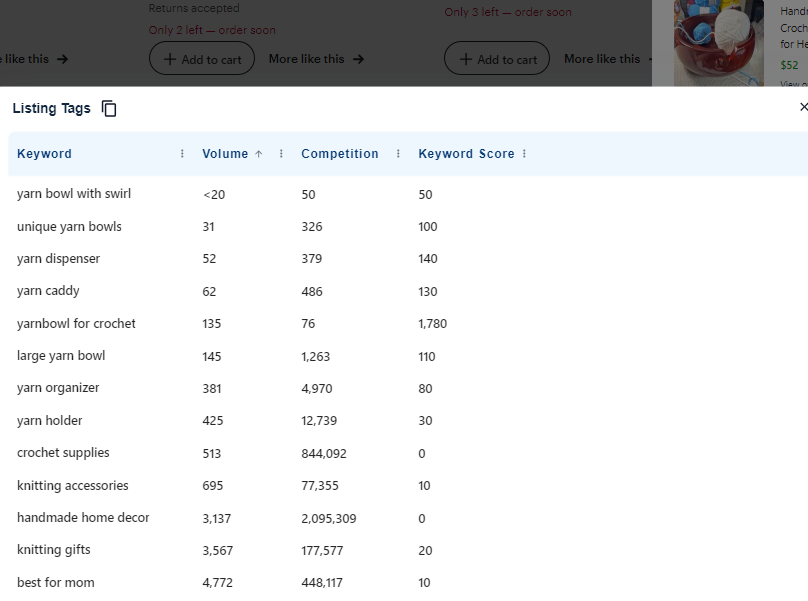 Returns accepted
Only 2 left — order soon
Only 3 left — order soon
like this →
+ Add to cart
More like this →
+ Add to cart
More like this
$52
Listing Tags
Keyword Volume ↑ Competition Keyword Score
yarn bowl with swirl <20 50 50
unique yarn bowls 31 326 100
yarn dispenser 52 379 140
yarn caddy 62 486 130
yarnbowl for crochet 135 76 1,780
large yarn bowl 145 1,263 110
yarn organizer 381 4,970 80
yarn holder 425 12,739 30
crochet supplies 513 844,092 0
knitting accessories 695 77,355 10
handmade home decor 3,137 2,095,309 0
knitting gifts 3,567 177,577 20
best for mom 4,772 448,117 10